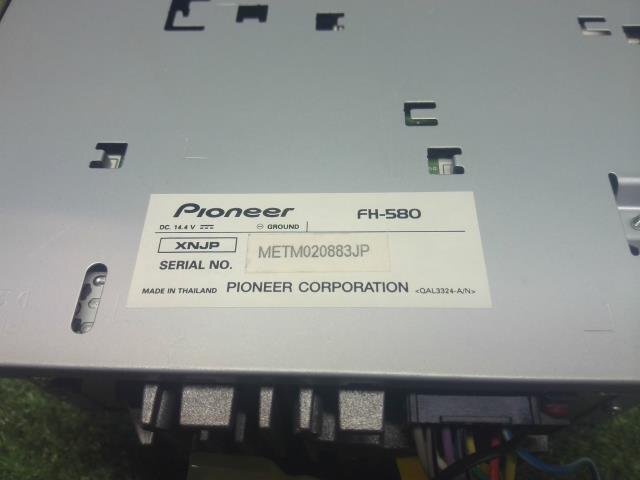 Pioneer FH-580
DC. 14.4 V ⎓ ⊖ GROUND
XNJP
SERIAL NO. METM020883JP
MADE IN THAILAND PIONEER CORPORATION <QAL3324-A/N>